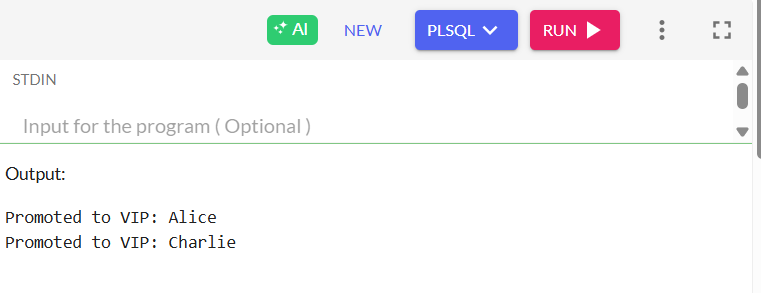 AI NEW PLSQL RUN
STDIN
Input for the program ( Optional )
Output:
Promoted to VIP: Alice
Promoted to VIP: Charlie